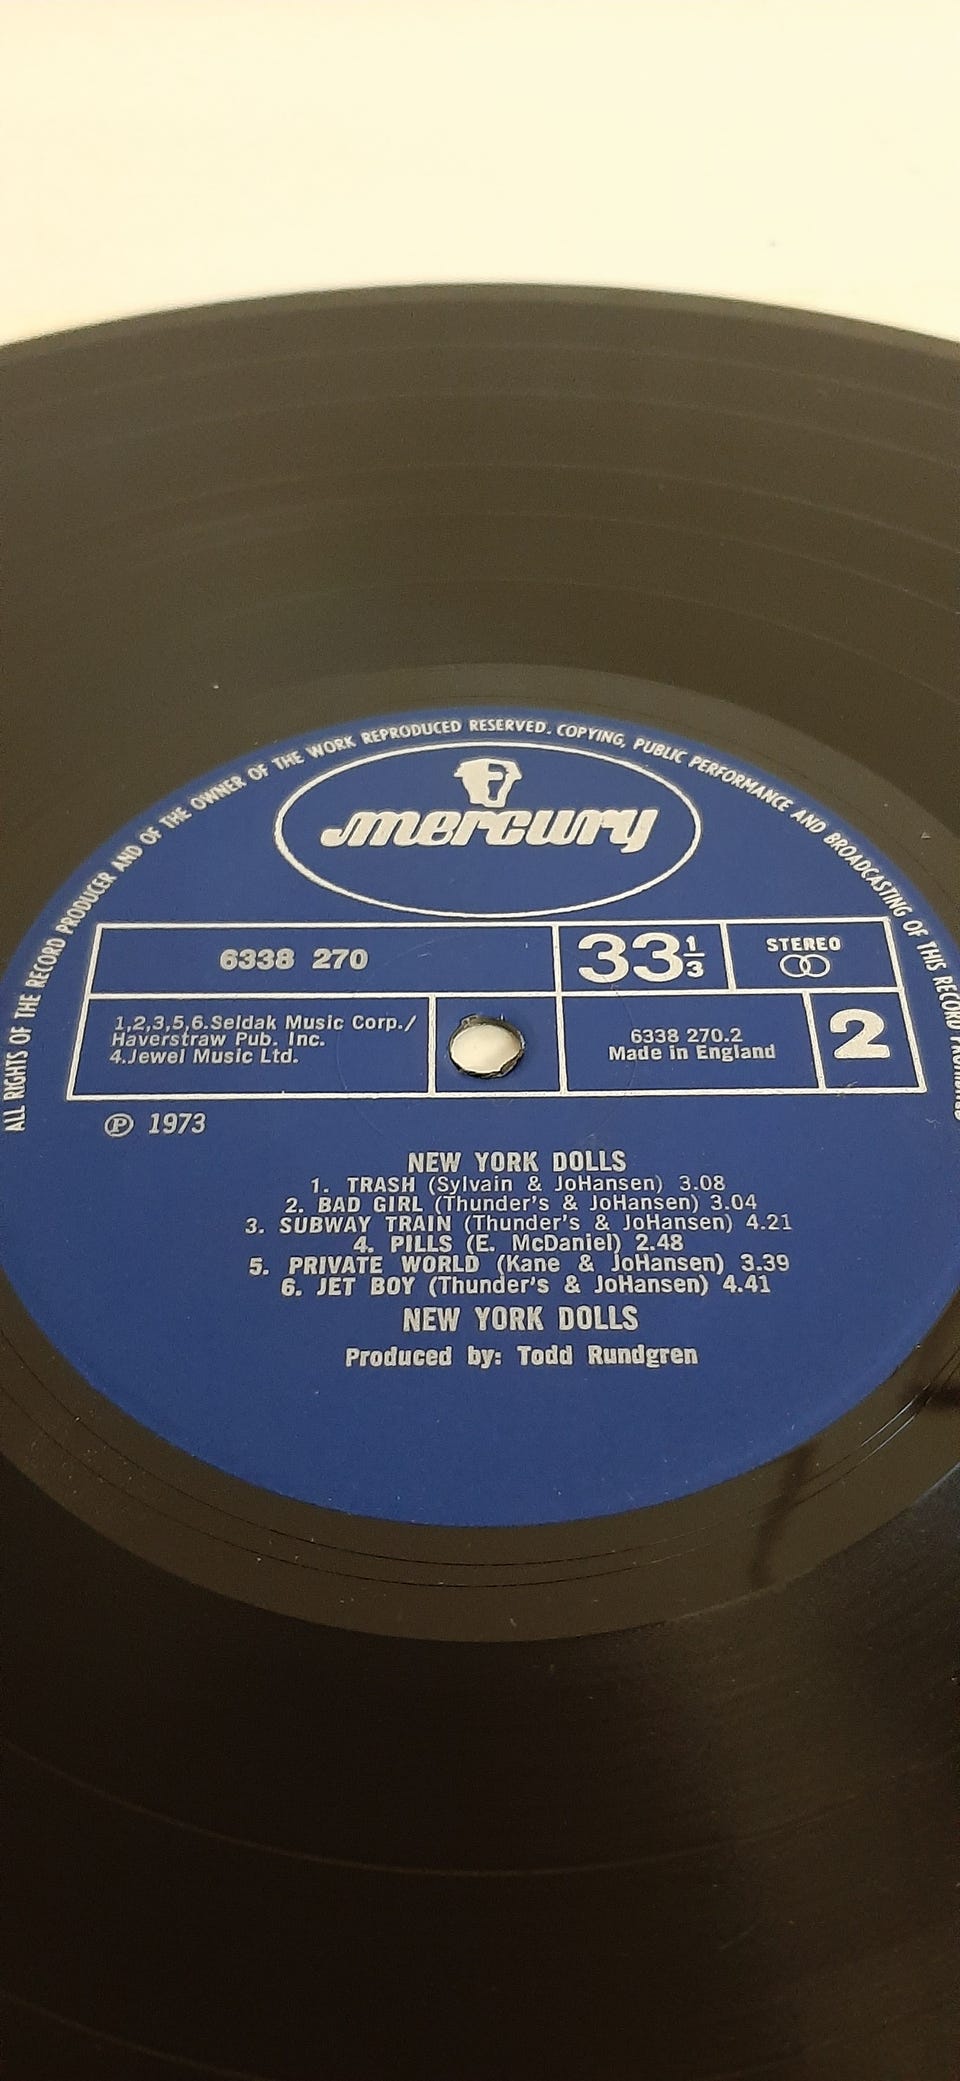 ALL RIGHTS OF THE RECORD PRODUCER AND OF THE OWNER OF THE WORK REPRODUCED RESERVED. COPYING, PUBLIC PERFORMANCE AND BROADCASTING OF THIS RECORD
mercury
6338 270
33 1/3
STEREO
1,2,3,5,6.Seldak Music Corp./
Haverstraw Pub. Inc.
4.Jewel Music Ltd.
6338 270.2
Made in England
2
℗ 1973
NEW YORK DOLLS
1. TRASH (Sylvain & JoHansen) 3.08
2. BAD GIRL (Thunder's & JoHansen) 3.04
3. SUBWAY TRAIN (Thunder's & JoHansen) 4.21
4. PILLS (E. McDaniel) 2.48
5. PRIVATE WORLD (Kane & JoHansen) 3.39
6. JET BOY (Thunder's & JoHansen) 4.41
NEW YORK DOLLS
Produced by: Todd Rundgren